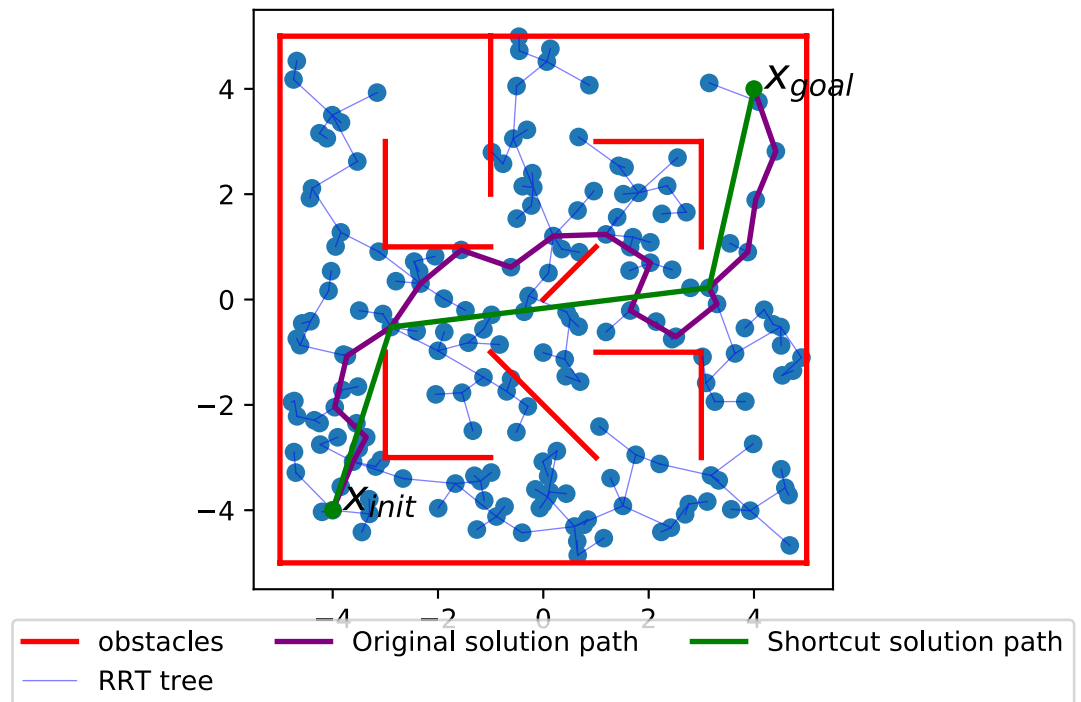 x_goal
4
2
0
−2
−4
x_init
−4 −2 0 2 4
obstacles Original solution path Shortcut solution path
RRT tree